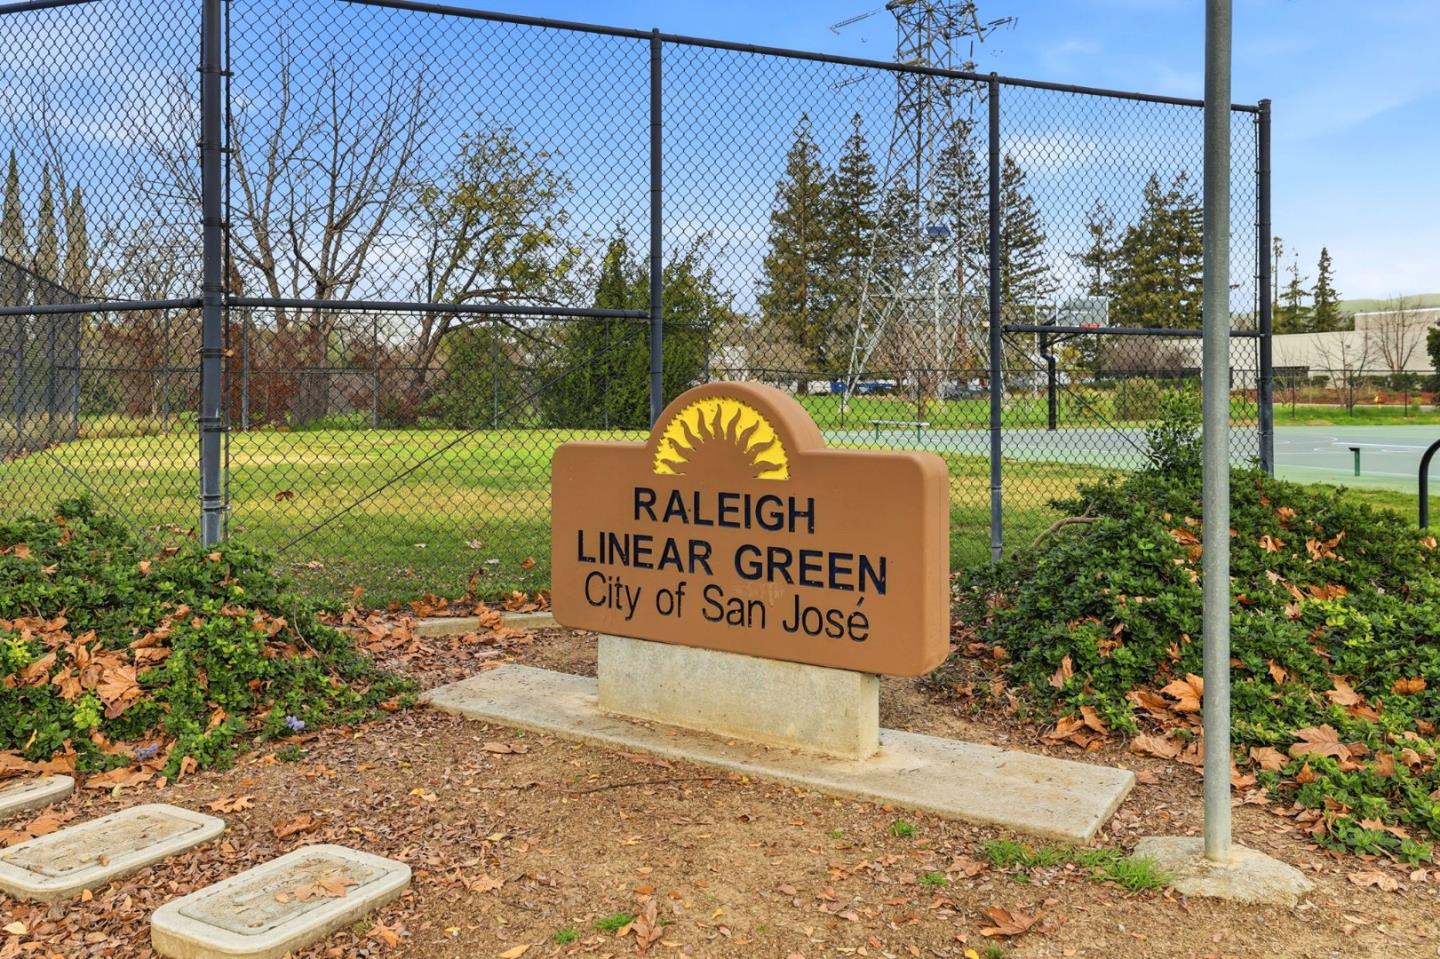 RALEIGH
LINEAR GREEN
City of San José